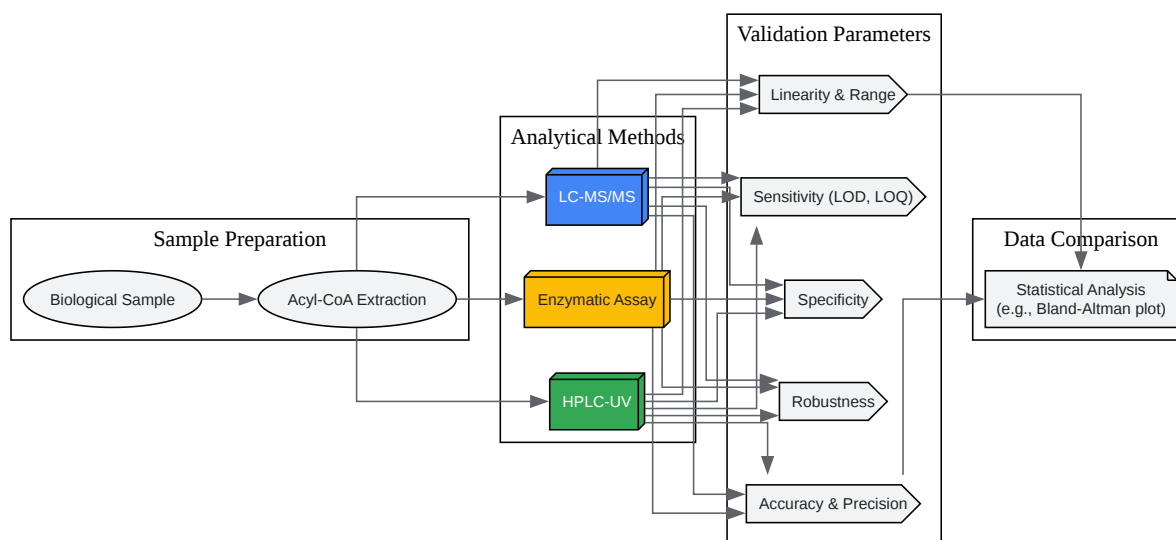 Sample Preparation
Biological Sample
Acyl-CoA Extraction
Analytical Methods
LC-MS/MS
Enzymatic Assay
HPLC-UV
Validation Parameters
Linearity & Range
Sensitivity (LOD, LOQ)
Specificity
Robustness
Accuracy & Precision
Data Comparison
Statistical Analysis
(e.g., Bland-Altman plot)